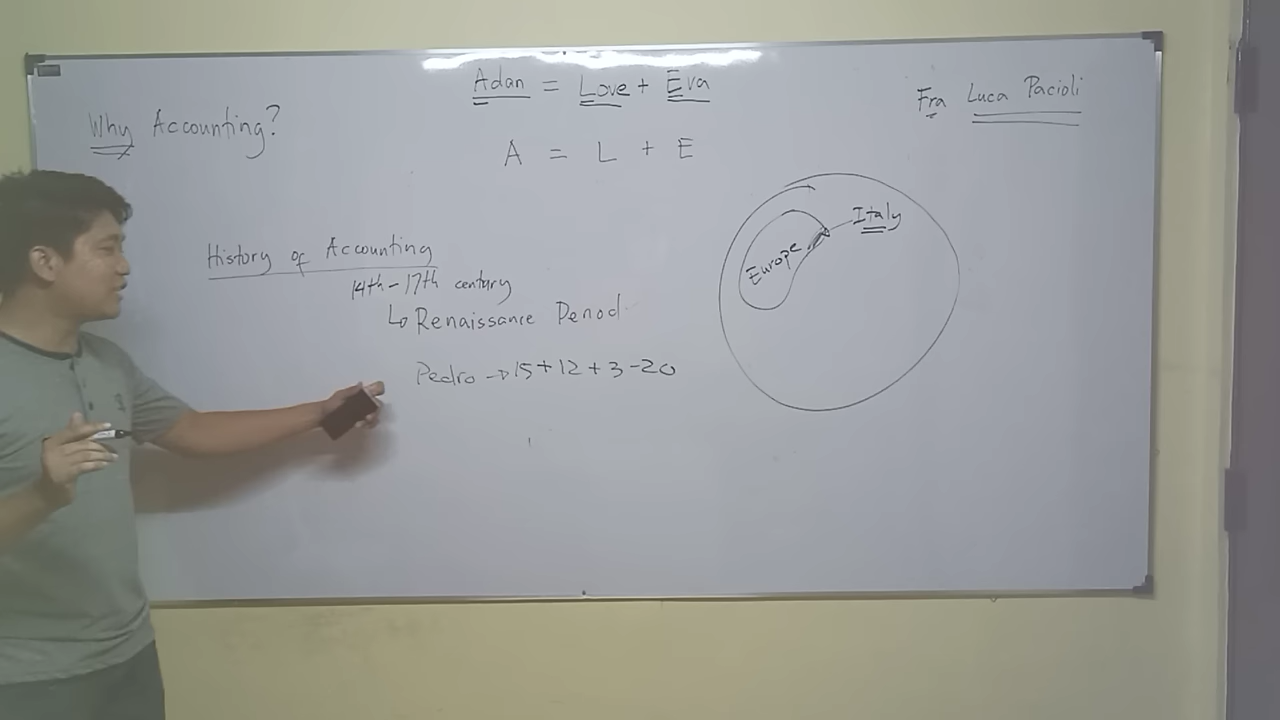 Adan = Love + Eva
Fra Luca Pacioli
Why Accounting?
A = L + E
Italy
Europe
History of Accounting
14th - 17th century
↳ Renaissance Period
Pedro → 15 + 12 + 3 - 20